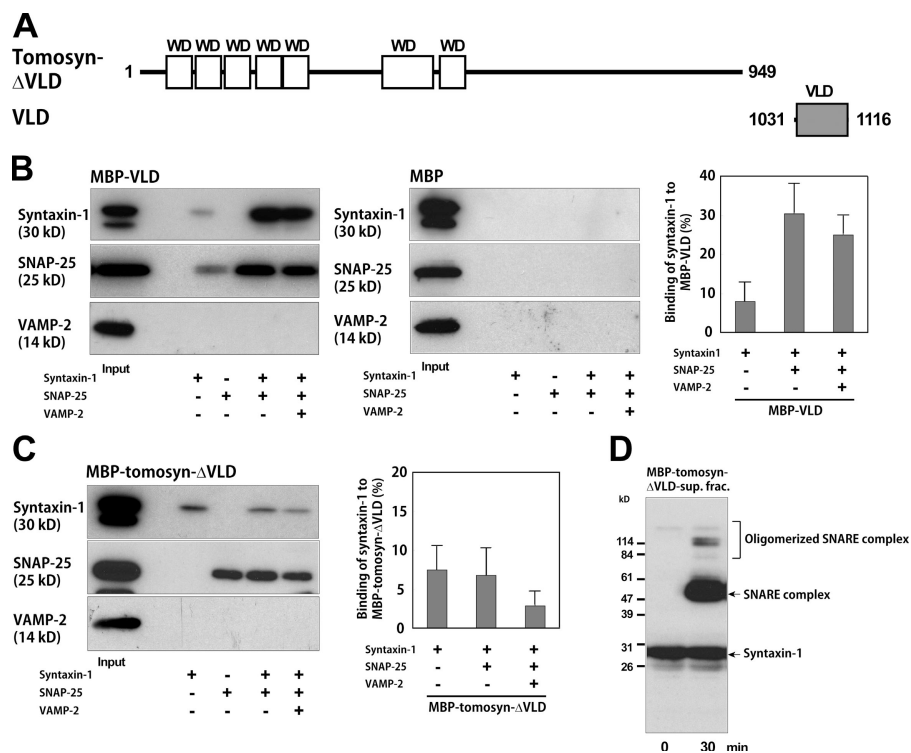 A
WD WD WD WD WD WD WD
Tomosyn-
ΔVLD
1
949
VLD
VLD
1031
1116
B
MBP-VLD
Syntaxin-1
(30 kD)
SNAP-25
(25 kD)
VAMP-2
(14 kD)
Input
Syntaxin-1 + - + +
SNAP-25 - + + +
VAMP-2 - - - +
MBP
Syntaxin-1
(30 kD)
SNAP-25
(25 kD)
VAMP-2
(14 kD)
Input
Syntaxin-1 + - + +
SNAP-25 - + + +
VAMP-2 - - - +
Binding of syntaxin-1 to
MBP-VLD (%)
40
30
20
10
0
Syntaxin1 + + +
SNAP-25 - + +
VAMP-2 - - +
MBP-VLD
C
MBP-tomosyn-ΔVLD
Syntaxin-1
(30 kD)
SNAP-25
(25 kD)
VAMP-2
(14 kD)
Input
Syntaxin-1 + - + +
SNAP-25 - + + +
VAMP-2 - - - +
Binding of syntaxin-1 to
MBP-tomosyn-ΔVLD (%)
20
15
10
5
0
Syntaxin-1 + + +
SNAP-25 - + +
VAMP-2 - - +
MBP-tomosyn-ΔVLD
D
MBP-tomosyn-
ΔVLD-sup. frac.
kD
114
84
61
47
39
31
26
Oligomerized SNARE complex
SNARE complex
Syntaxin-1
0 30 min